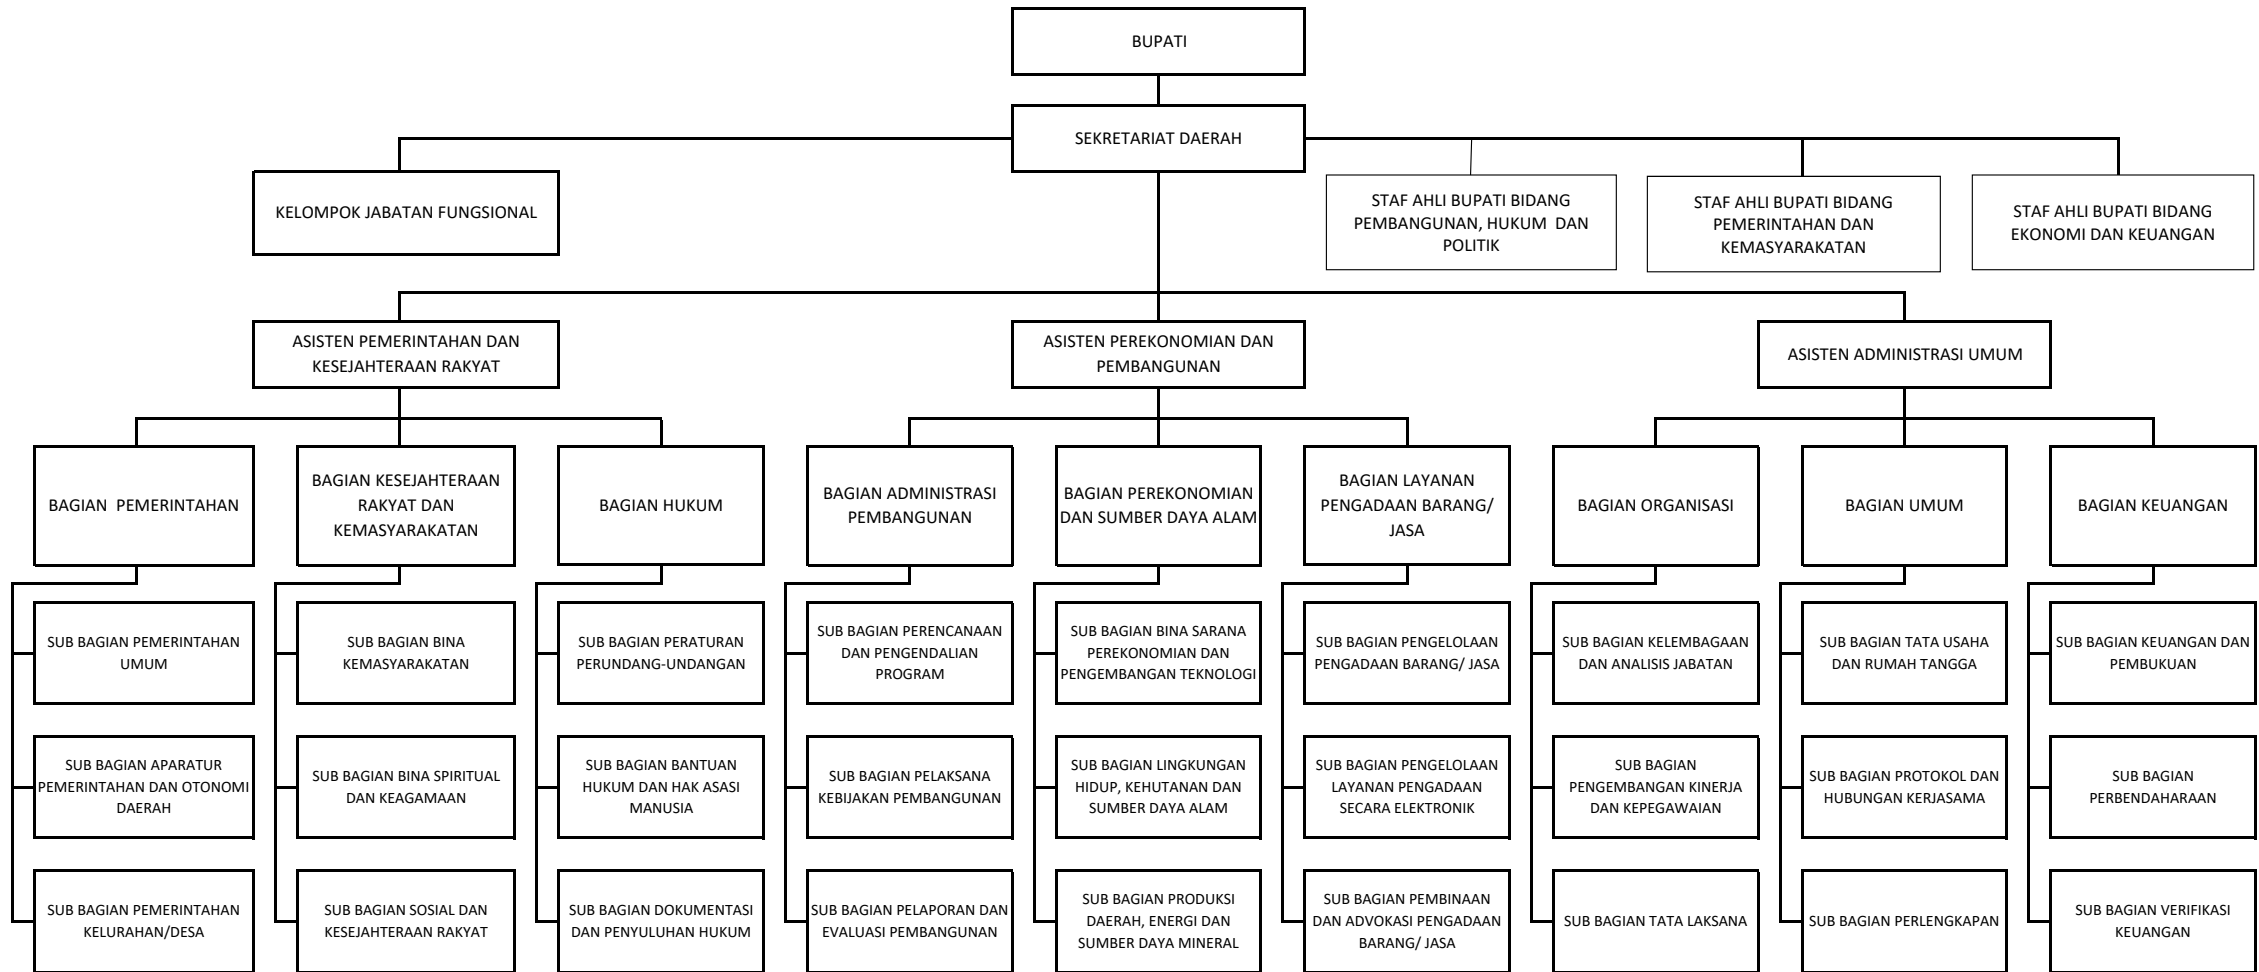 BUPATI
SEKRETARIAT DAERAH
KELOMPOK JABATAN FUNGSIONAL
STAF AHLI BUPATI BIDANG
PEMBANGUNAN, HUKUM  DAN
POLITIK
STAF AHLI BUPATI BIDANG
PEMERINTAHAN DAN
KEMASYARAKATAN
STAF AHLI BUPATI BIDANG
EKONOMI DAN KEUANGAN
ASISTEN PEMERINTAHAN DAN
KESEJAHTERAAN RAKYAT
ASISTEN PEREKONOMIAN DAN
PEMBANGUNAN
ASISTEN ADMINISTRASI UMUM
BAGIAN  PEMERINTAHAN
BAGIAN KESEJAHTERAAN
RAKYAT DAN
KEMASYARAKATAN
BAGIAN HUKUM
BAGIAN ADMINISTRASI
PEMBANGUNAN
BAGIAN PEREKONOMIAN
DAN SUMBER DAYA ALAM
BAGIAN LAYANAN
PENGADAAN BARANG/
JASA
BAGIAN ORGANISASI
BAGIAN UMUM
BAGIAN KEUANGAN
SUB BAGIAN PEMERINTAHAN
UMUM
SUB BAGIAN BINA
KEMASYARAKATAN
SUB BAGIAN PERATURAN
PERUNDANG-UNDANGAN
SUB BAGIAN PERENCANAAN
DAN PENGENDALIAN
PROGRAM
SUB BAGIAN BINA SARANA
PEREKONOMIAN DAN
PENGEMBANGAN TEKNOLOGI
SUB BAGIAN PENGELOLAAN
PENGADAAN BARANG/ JASA
SUB BAGIAN KELEMBAGAAN
DAN ANALISIS JABATAN
SUB BAGIAN TATA USAHA
DAN RUMAH TANGGA
SUB BAGIAN KEUANGAN DAN
PEMBUKUAN
SUB BAGIAN APARATUR
PEMERINTAHAN DAN OTONOMI
DAERAH
SUB BAGIAN BINA SPIRITUAL
DAN KEAGAMAAN
SUB BAGIAN BANTUAN
HUKUM DAN HAK ASASI
MANUSIA
SUB BAGIAN PELAKSANA
KEBIJAKAN PEMBANGUNAN
SUB BAGIAN LINGKUNGAN
HIDUP, KEHUTANAN DAN
SUMBER DAYA ALAM
SUB BAGIAN PENGELOLAAN
LAYANAN PENGADAAN
SECARA ELEKTRONIK
SUB BAGIAN
PENGEMBANGAN KINERJA
DAN KEPEGAWAIAN
SUB BAGIAN PROTOKOL DAN
HUBUNGAN KERJASAMA
SUB BAGIAN
PERBENDAHARAAN
SUB BAGIAN PEMERINTAHAN
KELURAHAN/DESA
SUB BAGIAN SOSIAL DAN
KESEJAHTERAAN RAKYAT
SUB BAGIAN DOKUMENTASI
DAN PENYULUHAN HUKUM
SUB BAGIAN PELAPORAN DAN
EVALUASI PEMBANGUNAN
SUB BAGIAN PRODUKSI
DAERAH, ENERGI DAN
SUMBER DAYA MINERAL
SUB BAGIAN PEMBINAAN
DAN ADVOKASI PENGADAAN
BARANG/ JASA
SUB BAGIAN TATA LAKSANA
SUB BAGIAN PERLENGKAPAN
SUB BAGIAN VERIFIKASI
KEUANGAN